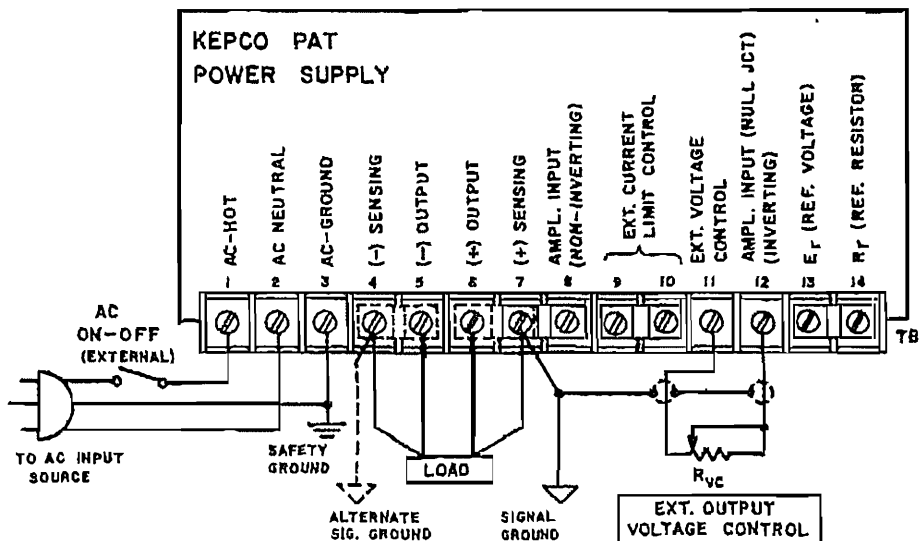 KEPCO PAT
POWER SUPPLY
AC-HOT
AC NEUTRAL
AC-GROUND
(-) SENSING
(-) OUTPUT
(+) OUTPUT
(+) SENSING
AMPL. INPUT
(NON-INVERTING)
EXT. CURRENT
LIMIT CONTROL
EXT. VOLTAGE
CONTROL
AMPL. INPUT (NULL JCT)
(INVERTING)
Er (REF. VOLTAGE)
Rr (REF. RESISTOR)
1 2 3 4 5 6 7 8 9 10 11 12 13 14
TB
AC
ON-OFF
(EXTERNAL)
TO AC INPUT
SOURCE
SAFETY
GROUND
LOAD
ALTERNATE
SIG. GROUND
SIGNAL
GROUND
RVC
EXT. OUTPUT
VOLTAGE CONTROL